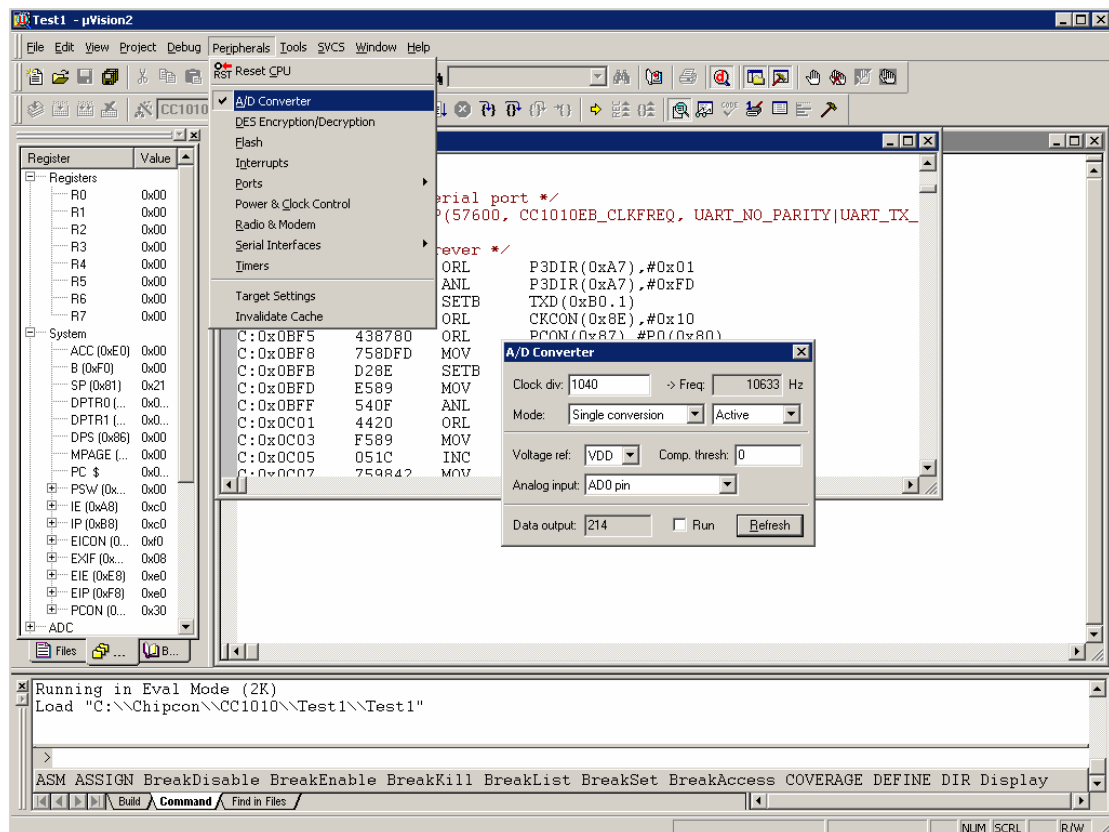 Test1 - µVision2
File Edit View Project Debug Peripherals Tools SVCS Window Help
RST Reset CPU
A/D Converter
DES Encryption/Decryption
Flash
Interrupts
Ports
Power & Clock Control
Radio & Modem
Serial Interfaces
Timers
Target Settings
Invalidate Cache
CC1010
Register Value
Registers
R0 0x00
R1 0x00
R2 0x00
R3 0x00
R4 0x00
R5 0x00
R6 0x00
R7 0x00
System
ACC (0xE0) 0x00
B (0xF0) 0x00
SP (0x81) 0x21
DPTR0 (... 0x0...
DPTR1 (... 0x0...
DPS (0x86) 0x00
MPAGE (... 0x00
PC $ 0x0...
PSW (0x... 0x00
IE (0xA8) 0xc0
IP (0xB8) 0xc0
EICON (0... 0xf0
EXIF (0x... 0x08
EIE (0xE8) 0xe0
EIP (0xF8) 0xe0
PCON (0... 0x30
ADC
Files ... B...
erial port */
P(57600, CC1010EB_CLKFREQ, UART_NO_PARITY|UART_TX_
rever */
ORL P3DIR(0xA7),#0x01
ANL P3DIR(0xA7),#0xFD
SETB TXD(0xB0.1)
ORL CKCON(0x8E),#0x10
C:0x0BF5 438780 ORL PCON(0x87),#P0(0x80)
C:0x0BF8 758DFD MOV
C:0x0BFB D28E SETB
C:0x0BFD E589 MOV
C:0x0BFF 540F ANL
C:0x0C01 4420 ORL
C:0x0C03 F589 MOV
C:0x0C05 051C INC
C:0x0C07 759842 MOV
A/D Converter
Clock div: 1040 -> Freq: 10633 Hz
Mode: Single conversion Active
Voltage ref: VDD Comp. thresh: 0
Analog input: AD0 pin
Data output: 214 Run Refresh
Running in Eval Mode (2K)
Load "C:\\Chipcon\\CC1010\\Test1\\Test1"
>
ASM ASSIGN BreakDisable BreakEnable BreakKill BreakList BreakSet BreakAccess COVERAGE DEFINE DIR Display
Build Command Find in Files
NUM SCRL R/W